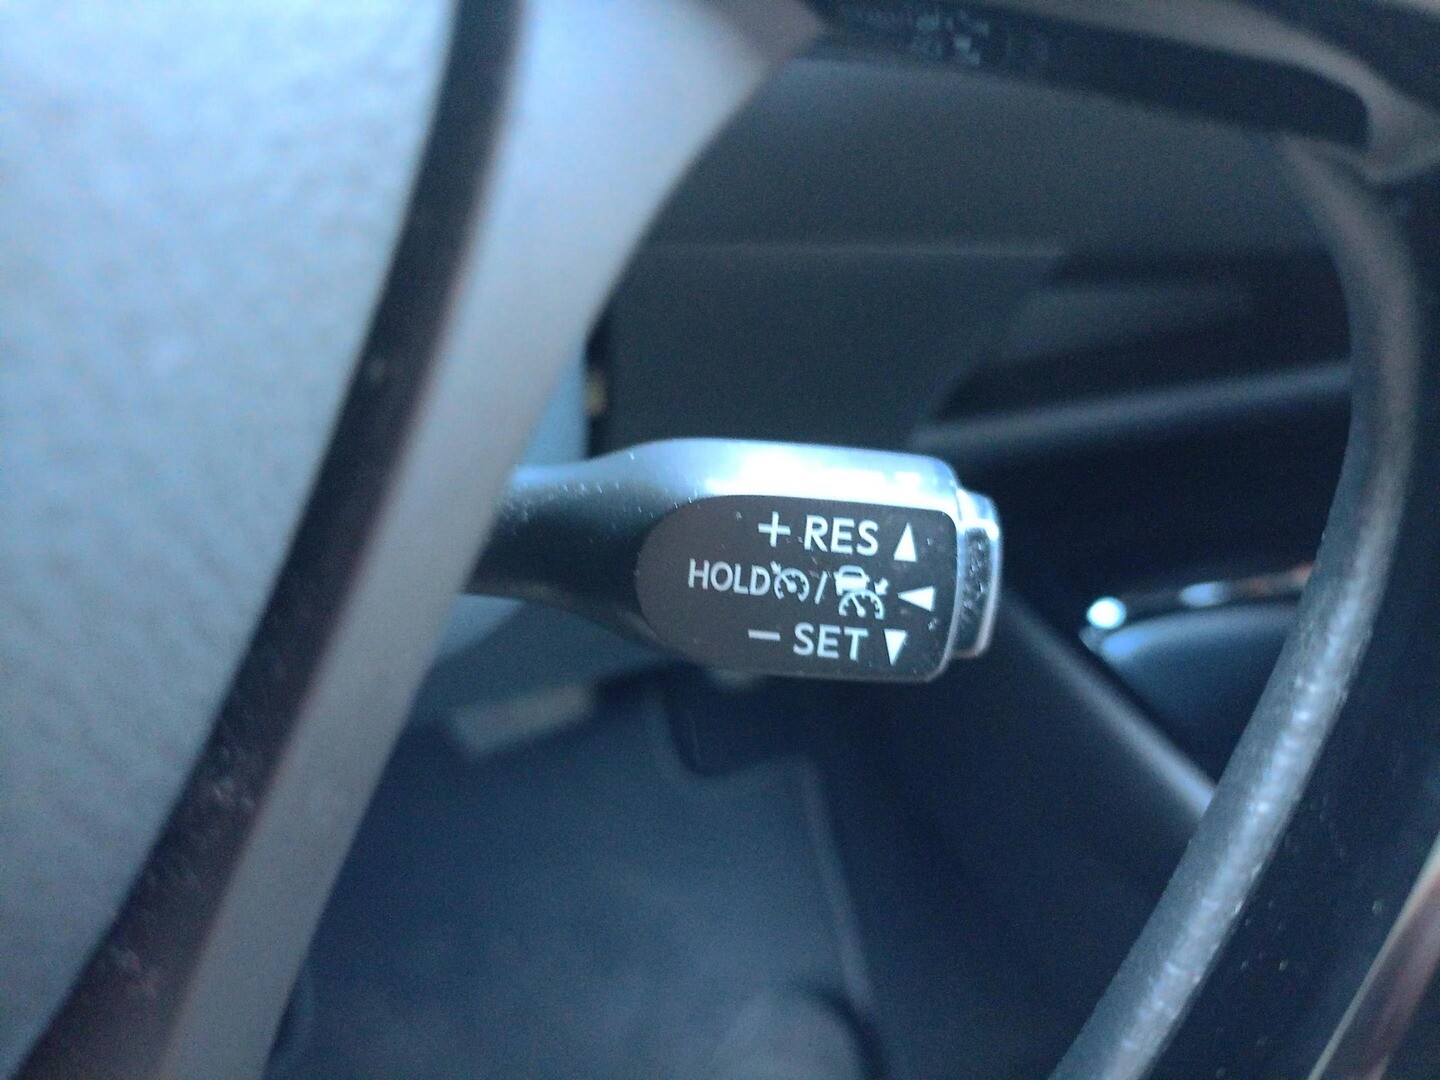 + RES ▲
HOLD / ◀
− SET ▼